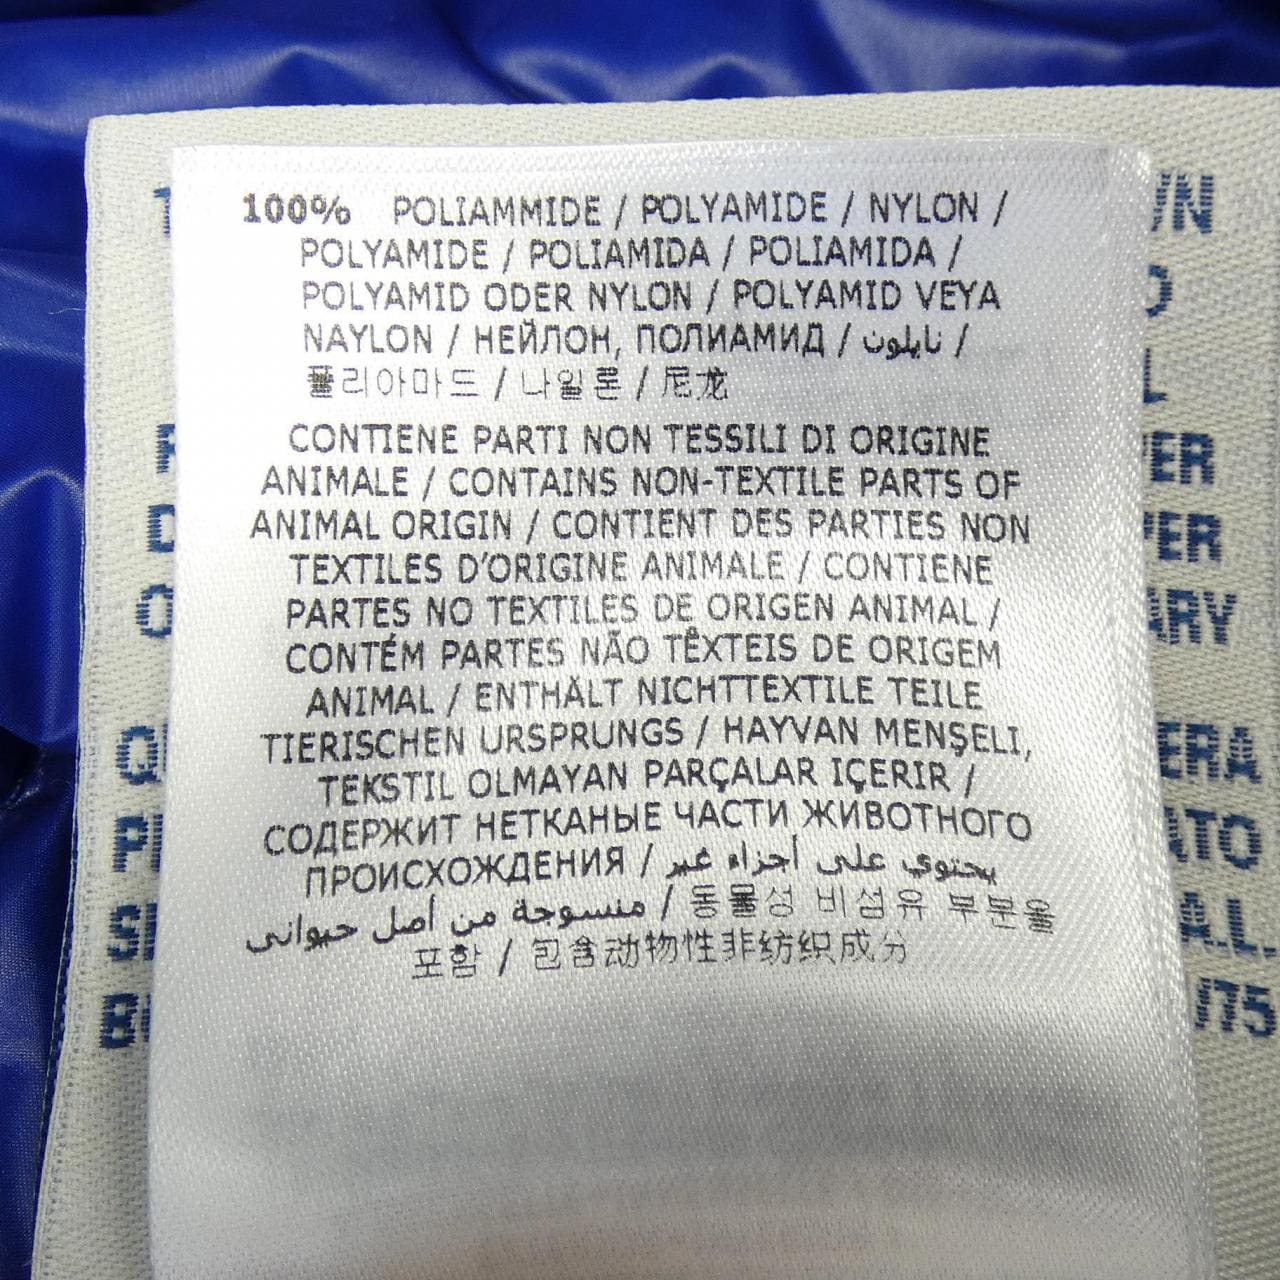 100% POLIAMMIDE / POLYAMIDE / NYLON /
POLYAMIDE / POLIAMIDA / POLIAMIDA /
POLYAMID ODER NYLON / POLYAMID VEYA
NAYLON / НЕЙЛОН, ПОЛИАМИД / نايلون /
폴리아마드 / 나일론 / 尼龙
CONTIENE PARTI NON TESSILI DI ORIGINE
ANIMALE / CONTAINS NON-TEXTILE PARTS OF
ANIMAL ORIGIN / CONTIENT DES PARTIES NON
TEXTILES D'ORIGINE ANIMALE / CONTIENE
PARTES NO TEXTILES DE ORIGEN ANIMAL /
CONTÉM PARTES NÃO TÊXTEIS DE ORIGEM
ANIMAL / ENTHÄLT NICHTTEXTILE TEILE
TIERISCHEN URSPRUNGS / HAYVAN MENŞELI,
TEKSTIL OLMAYAN PARÇALAR IÇERIR /
СОДЕРЖИТ НЕТКАНЫЕ ЧАСТИ ЖИВОТНОГО
ПРОИСХОЖДЕНИЯ / يحتوي على أجزاء غير
منسوجة من أصل حيوانى / 동물성 비섬유 부분을
포함 / 包含动物性非纺织成分